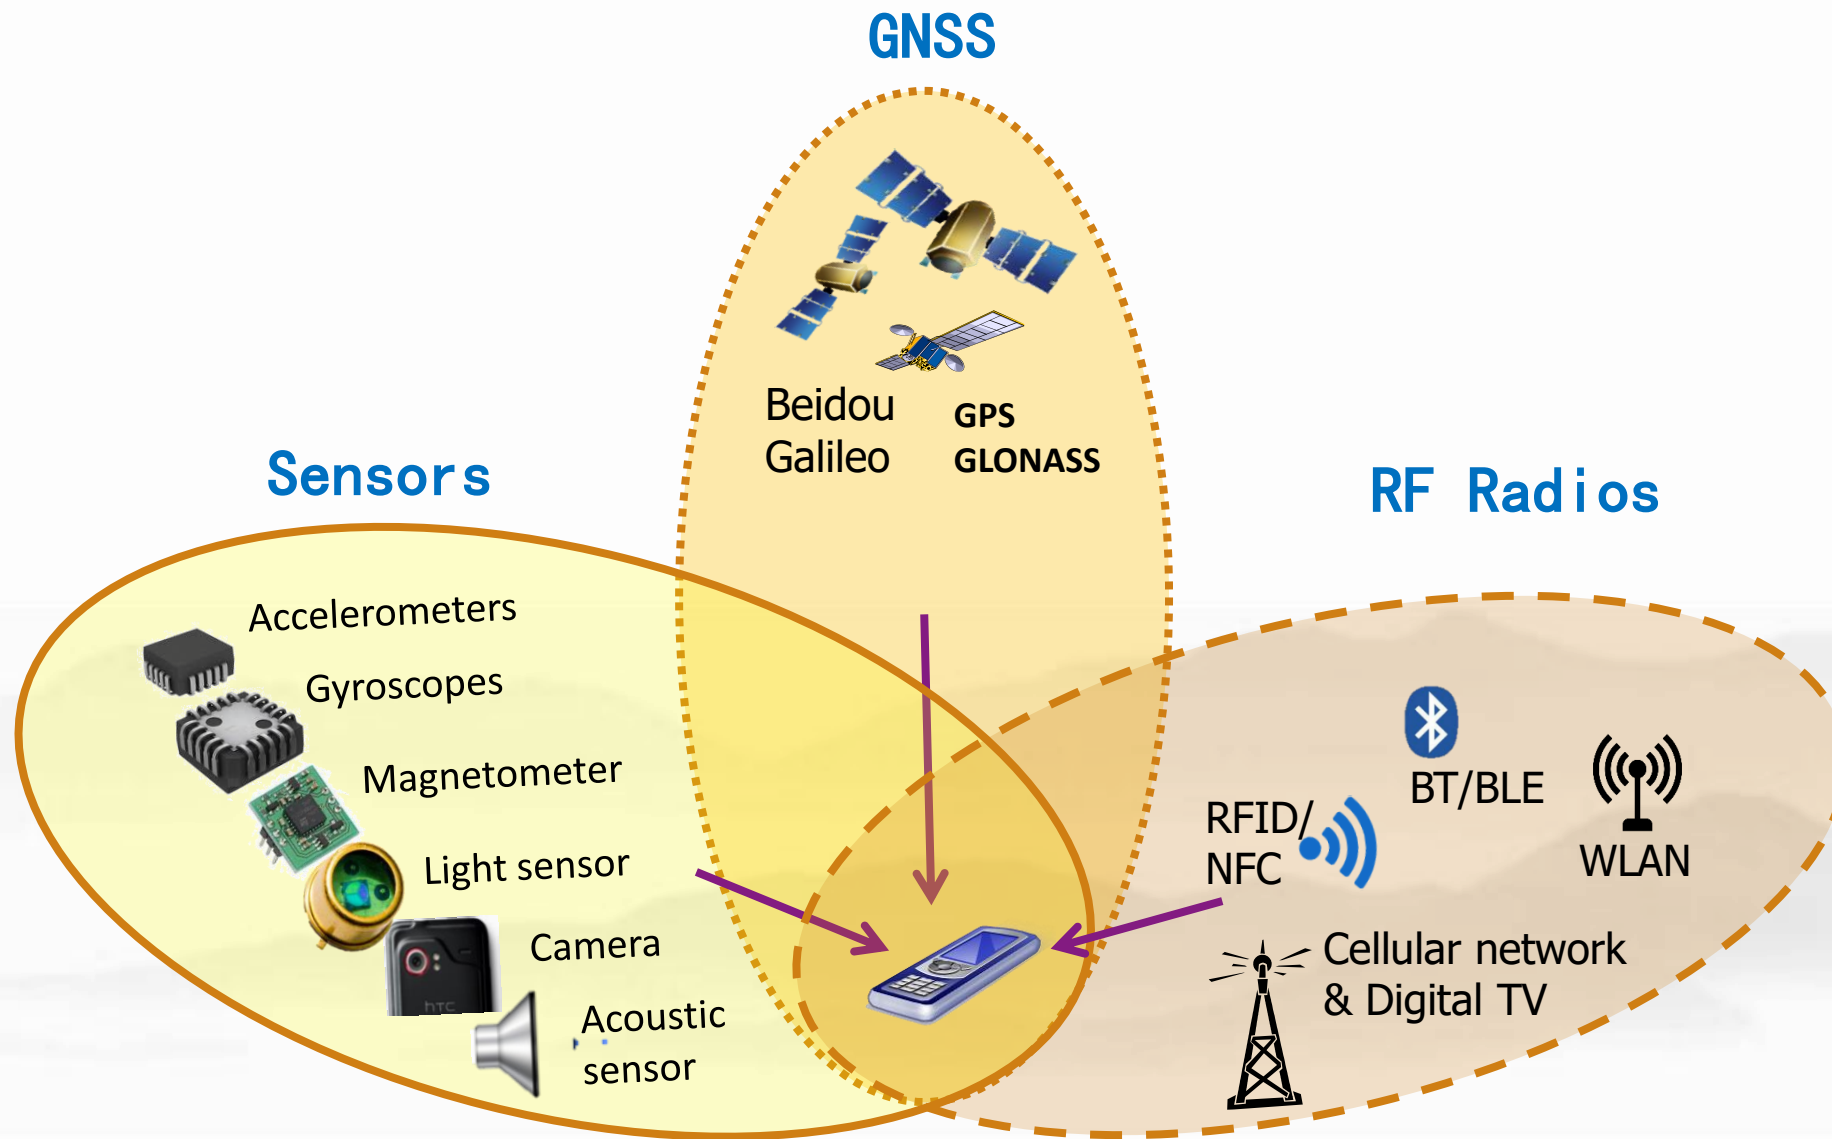 GNSS
Beidou
Galileo
GPS
GLONASS
Sensors
Accelerometers
Gyroscopes
Magnetometer
Light sensor
Camera
hTC
Acoustic
sensor
RF Radios
BT/BLE
RFID/
NFC
WLAN
Cellular network
& Digital TV